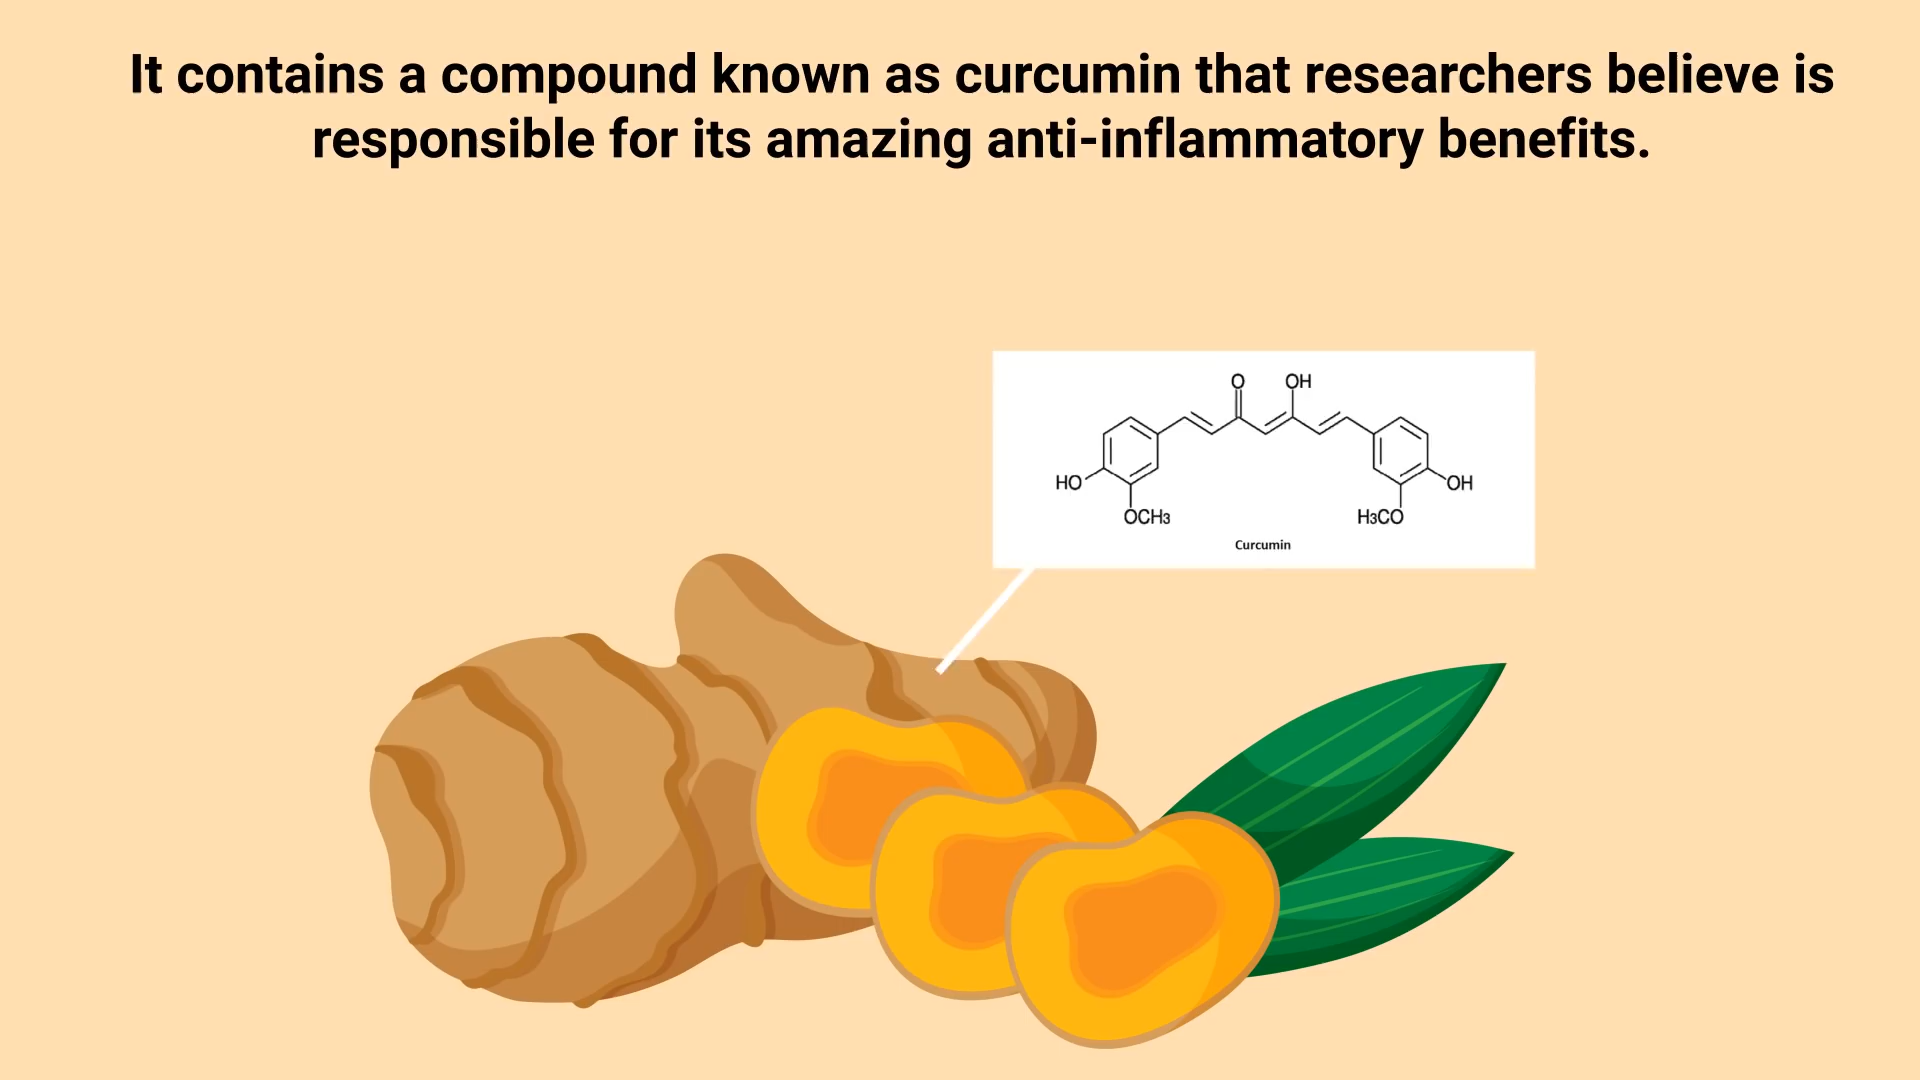 It contains a compound known as curcumin that researchers believe is
responsible for its amazing anti-inflammatory benefits.
O OH
HO OH
OCH3 H3CO
Curcumin